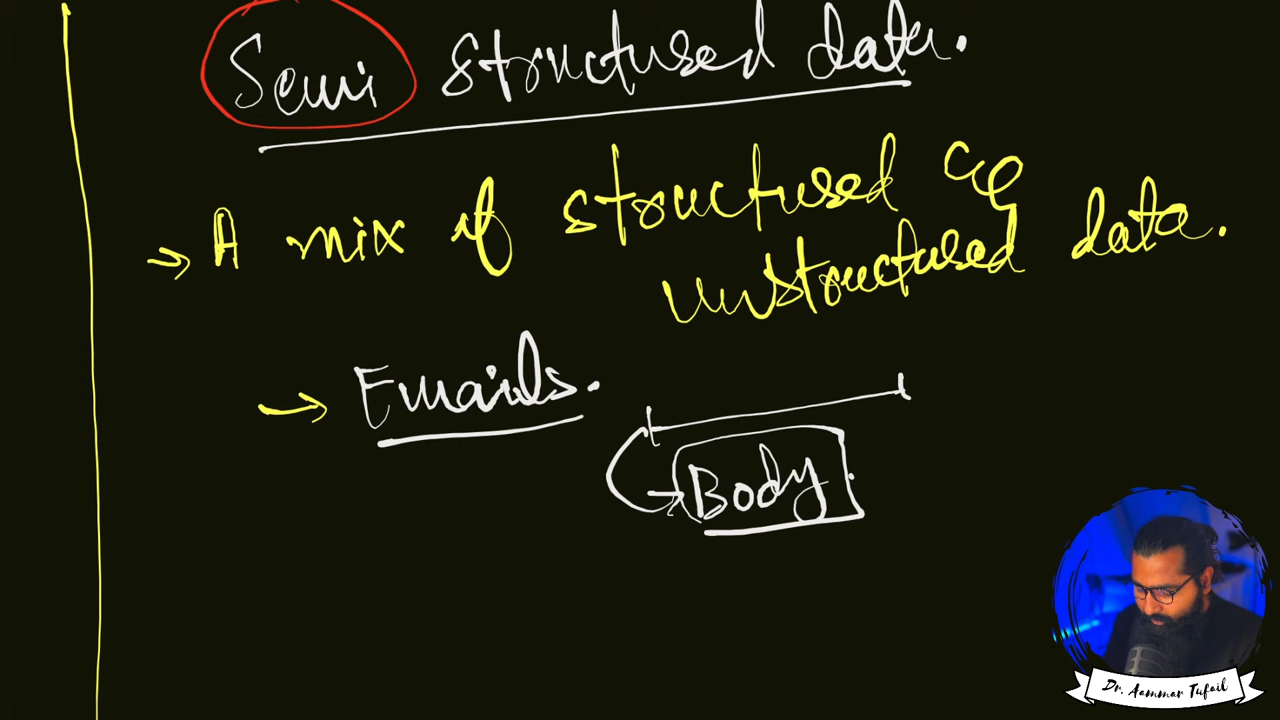 Semi structured data.
→ A mix of structured &
unstructured data.
→ Emails.
Body
Dr. Aammar Tufail